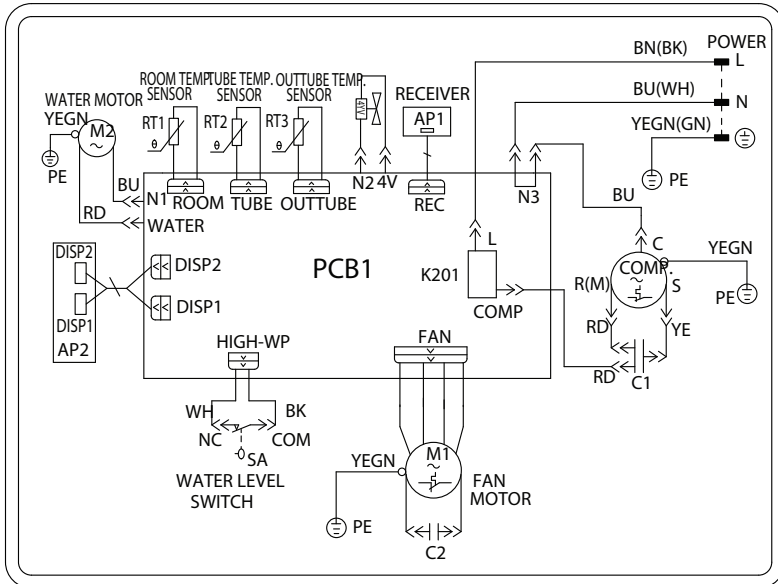 BN(BK)
POWER
L
BU(WH)
N
YEGN(GN)
PE
ROOM TEMP.
SENSOR
TUBE TEMP.
SENSOR
OUTTUBE TEMP.
SENSOR
WATER MOTOR
YEGN
M2
PE
RT1
θ
RT2
θ
RT3
θ
4YV
RECEIVER
AP1
BU
N1
RD
WATER
ROOM
TUBE
OUTTUBE
N2
4V
REC
N3
BU
C
YEGN
COMP.
R(M)
S
PE
RD
YE
C1
RD
DISP2
DISP1
AP2
DISP2
DISP1
PCB1
L
K201
COMP
HIGH-WP
FAN
WH
BK
NC
COM
SA
WATER LEVEL
SWITCH
YEGN
M1
FAN
MOTOR
PE
C2